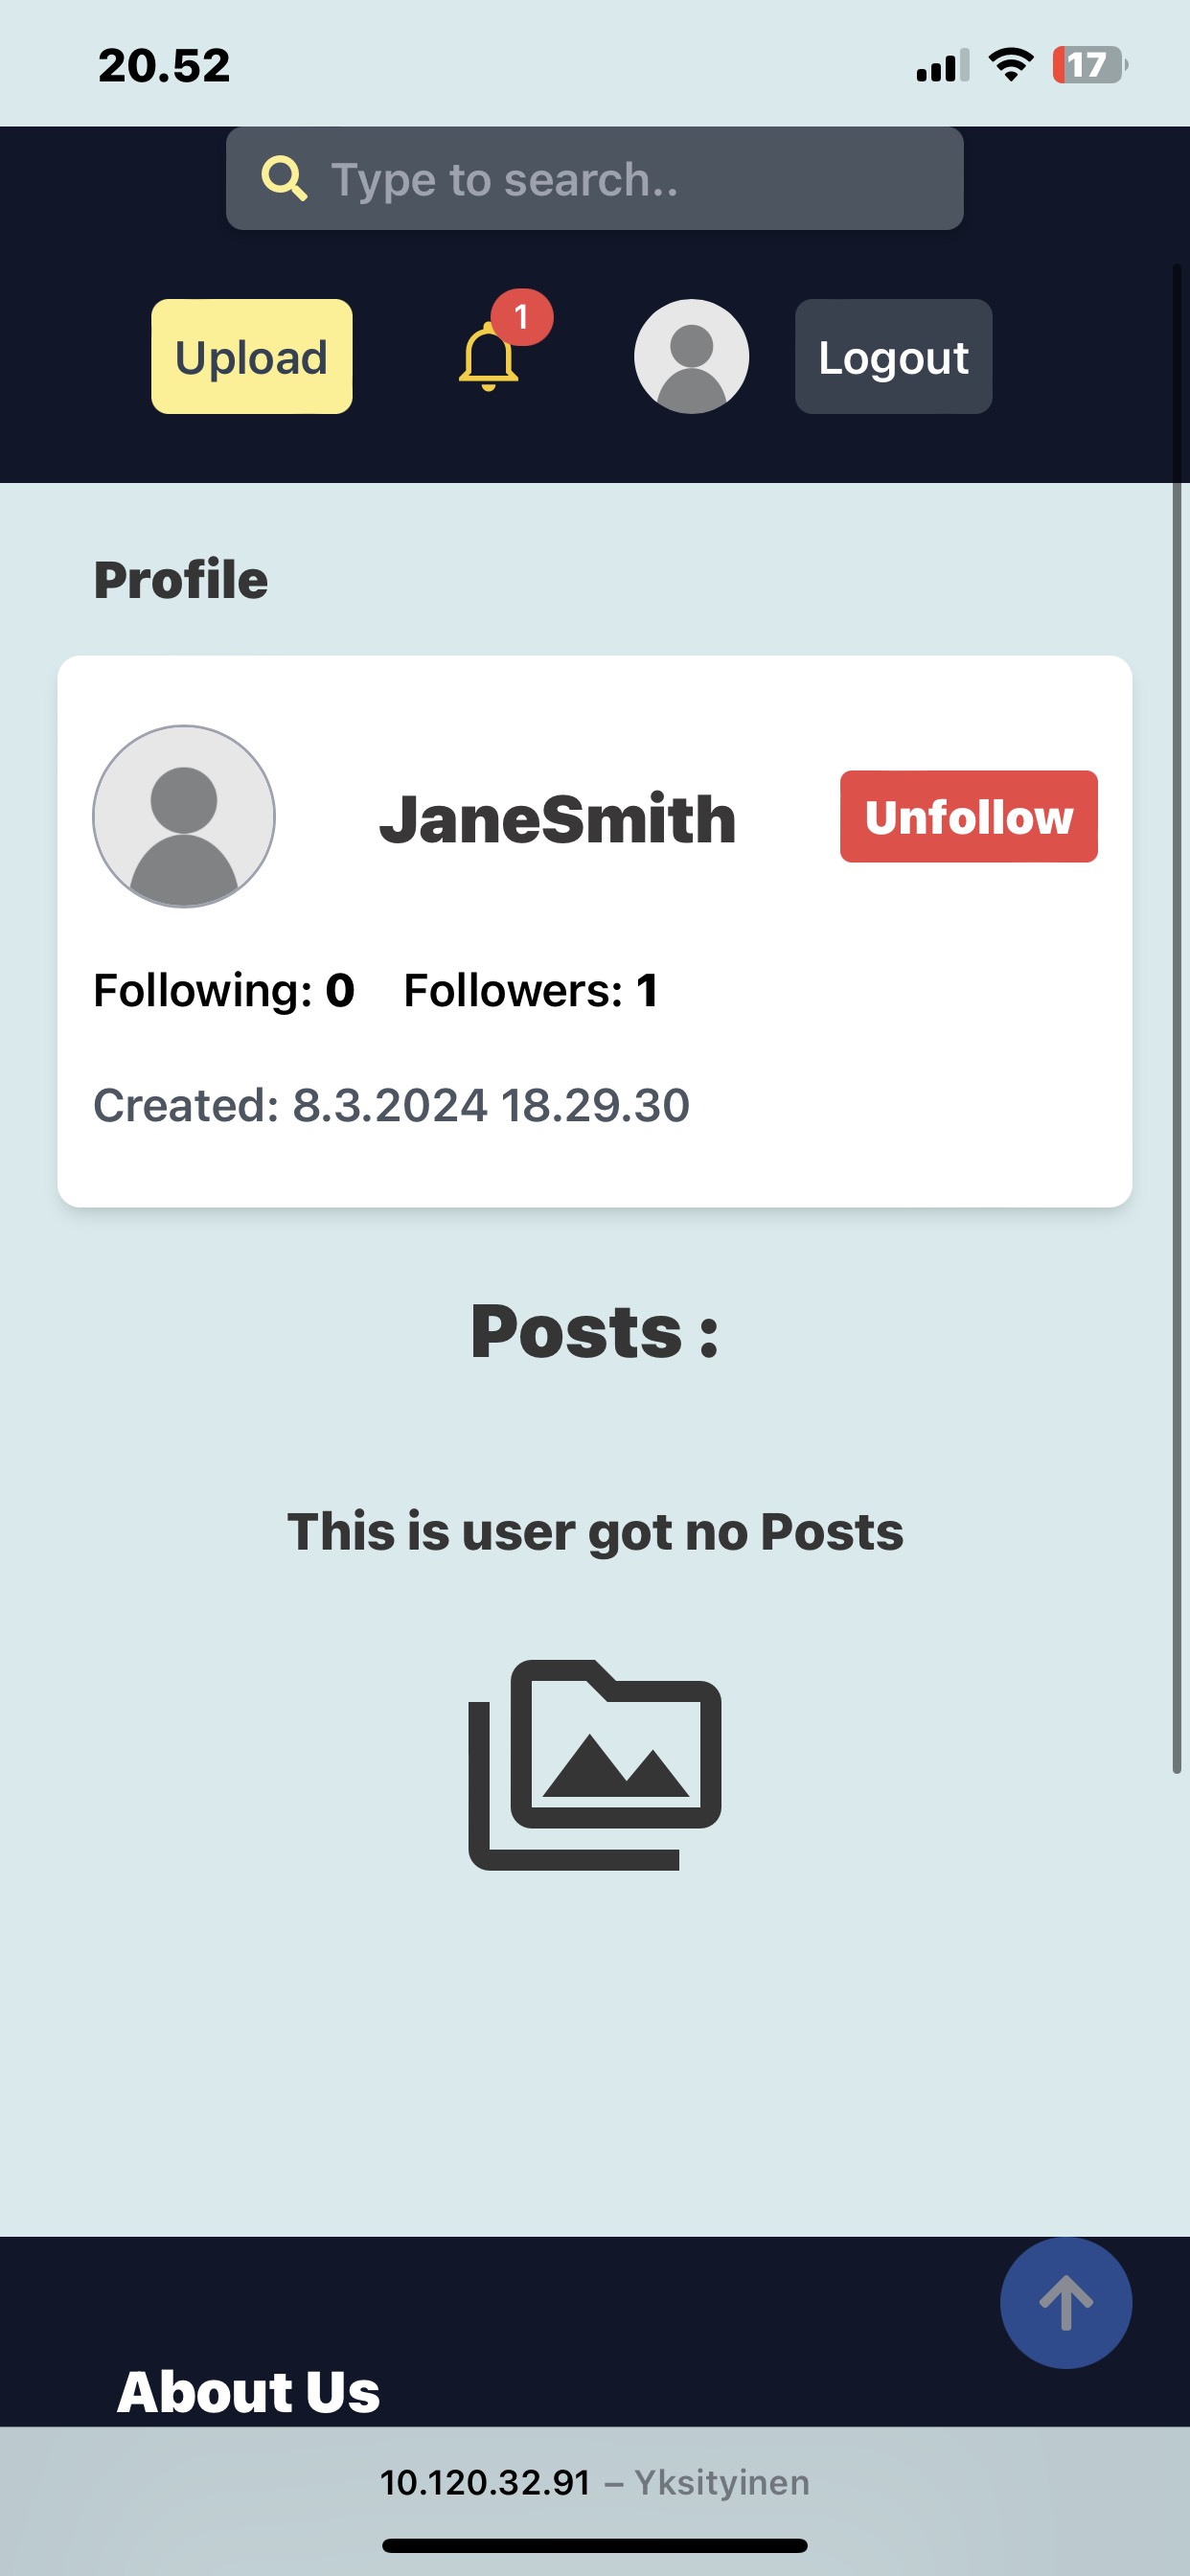 20.52
17
Type to search..
Upload
1
Logout
Profile
JaneSmith
Unfollow
Following: 0 Followers: 1
Created: 8.3.2024 18.29.30
Posts :
This is user got no Posts
About Us
10.120.32.91 – Yksityinen